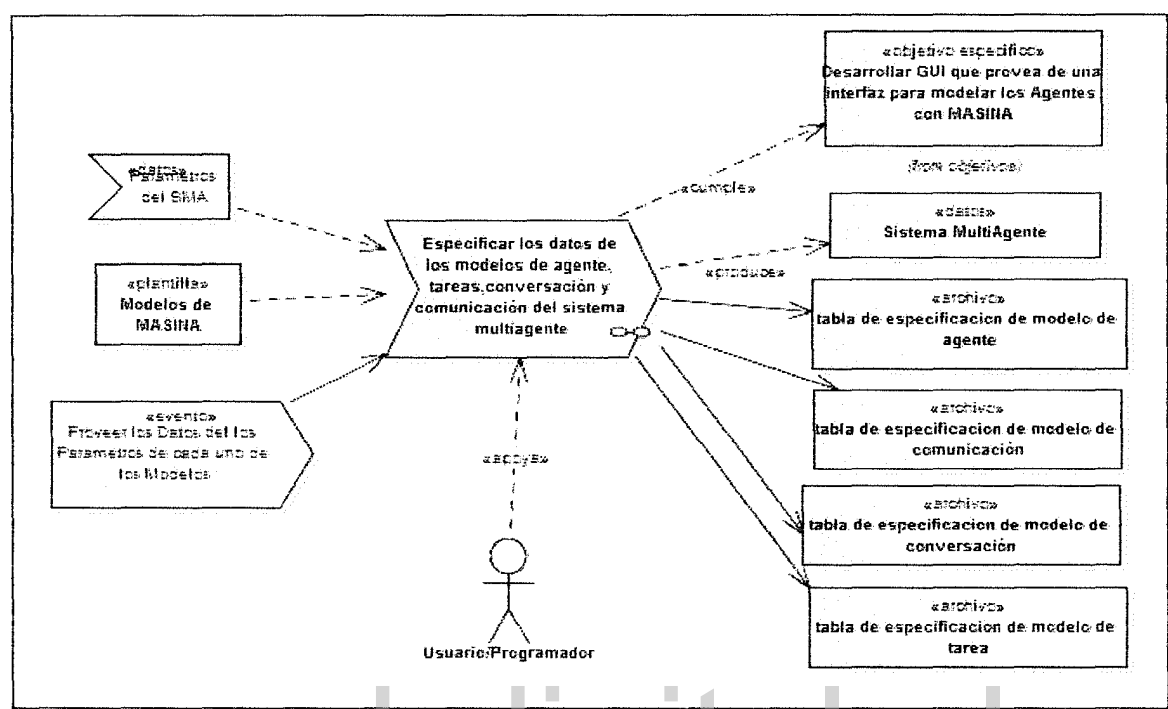 «objetivo especifico»
Desarrollar GUI que provea de una
interfaz para modelar los Agentes
con MASINA
(from objetivos)
«datos»
Parametros
del SMA
«cumple»
«datos»
Sistema MultiAgente
Especificar los datos de
los modelos de agente,
tareas,conversación y
comunicación del sistema
multiagente
«produce»
«plantilla»
Modelos de
MASINA
«archivo»
tabla de especificacion de modelo de
agente
«evento»
Proveer los Datos del los
Parametros de cada uno de
los Modelos
«archivo»
tabla de especificacion de modelo de
comunicación
«apoya»
«archivo»
tabla de especificacion de modelo de
conversación
«archivo»
tabla de especificacion de modelo de
tarea
Usuario/Programador